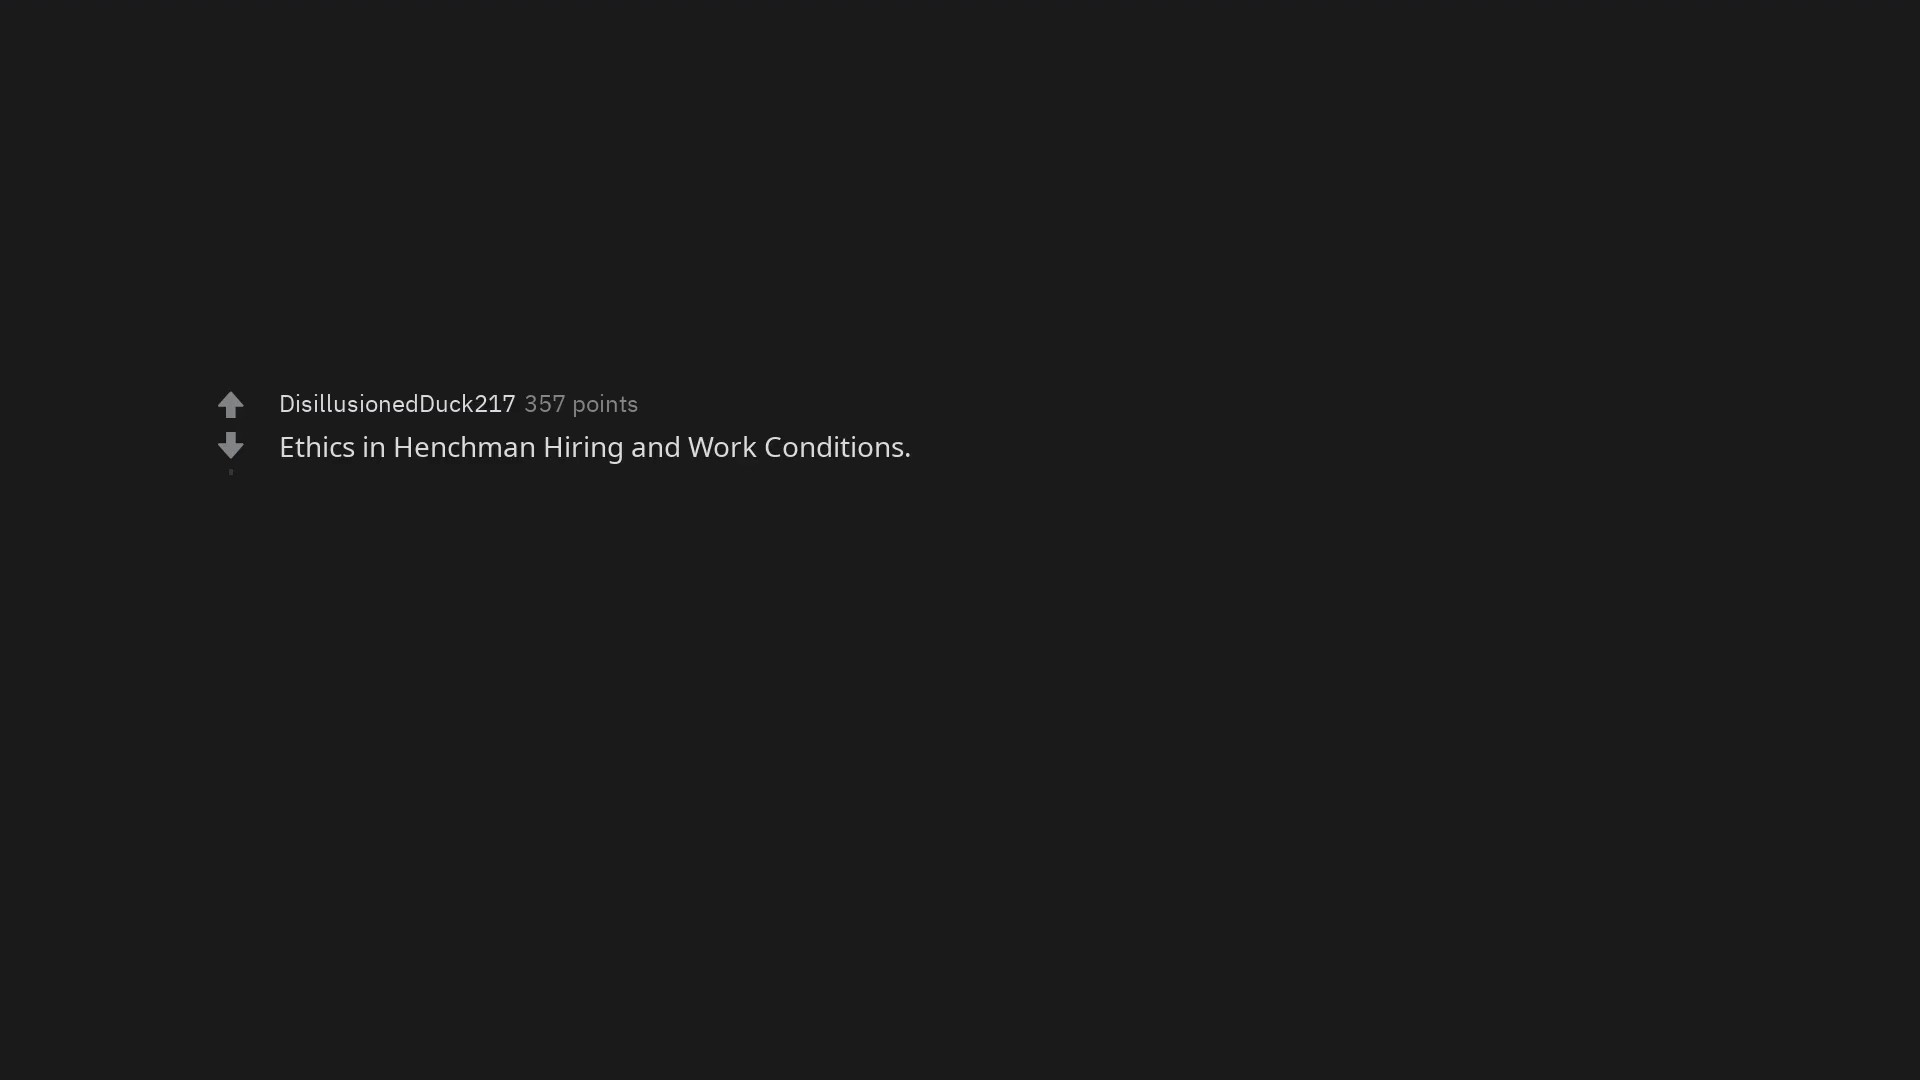 DisillusionedDuck217 357 points
Ethics in Henchman Hiring and Work Conditions.